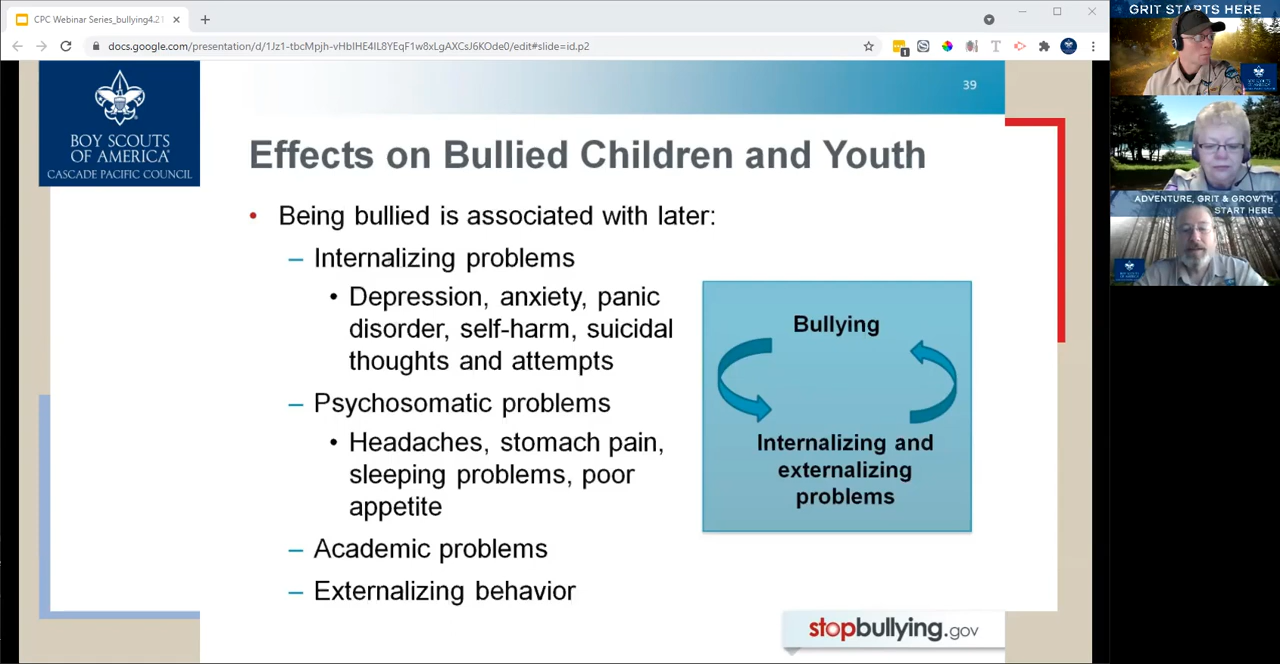 CPC Webinar Series_bullying4.21
docs.google.com/presentation/d/1Jz1-tbcMpjh-vHbIHE4IL8YEqF1w8xLgAXCsJ6KOde0/edit#slide=id.p2
GRIT STARTS HERE
BOY SCOUTS
OF AMERICA
CASCADE PACIFIC COUNCIL
39
Effects on Bullied Children and Youth
• Being bullied is associated with later:
– Internalizing problems
• Depression, anxiety, panic
disorder, self-harm, suicidal
thoughts and attempts
– Psychosomatic problems
• Headaches, stomach pain,
sleeping problems, poor
appetite
– Academic problems
– Externalizing behavior
Bullying
Internalizing and
externalizing
problems
stopbullying.gov
ADVENTURE, GRIT & GROWTH
START HERE